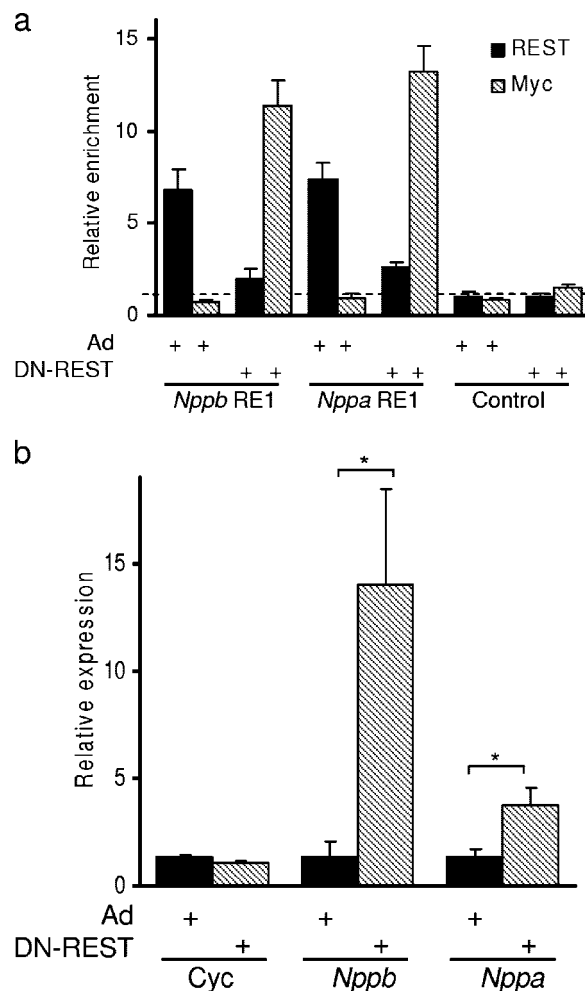 a
15
10
5
0
Relative enrichment
REST
Myc
Ad + + + + + +
DN-REST + + + + + +
Nppb RE1 Nppa RE1 Control
b
15
10
5
0
Relative expression
* 
*
Ad + + +
DN-REST + + +
Cyc Nppb Nppa